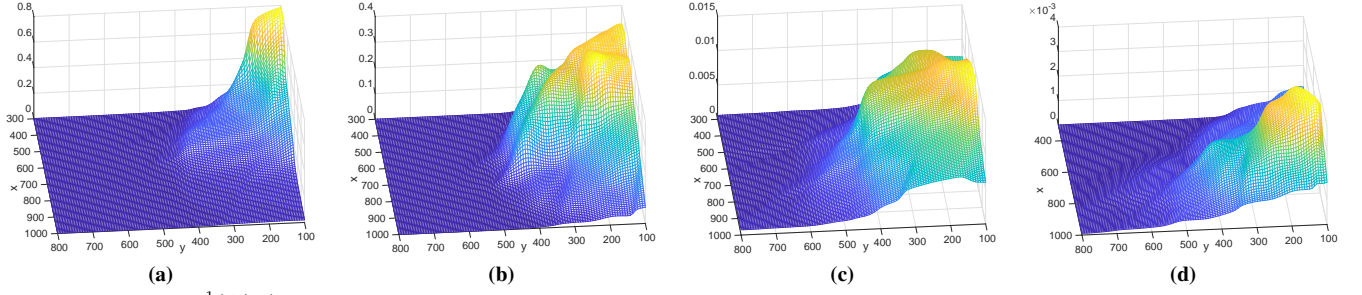 0.8 0.6 0.4 0.2 0 300 400 500 600 700 800 900 1000 x 800 700 600 500 400 300 200 100 y
0.4 0.3 0.2 0.1 0 300 400 500 600 700 800 900 1000 x 800 700 600 500 400 300 200 100 y
0.015 0.01 0.005 0 300 400 500 600 700 800 900 1000 x 800 700 600 500 400 300 200 100 y
×10⁻³ 4 3 2 1 0 400 600 800 1000 x 800 700 600 500 400 300 200 100 y
(a) (b) (c) (d)